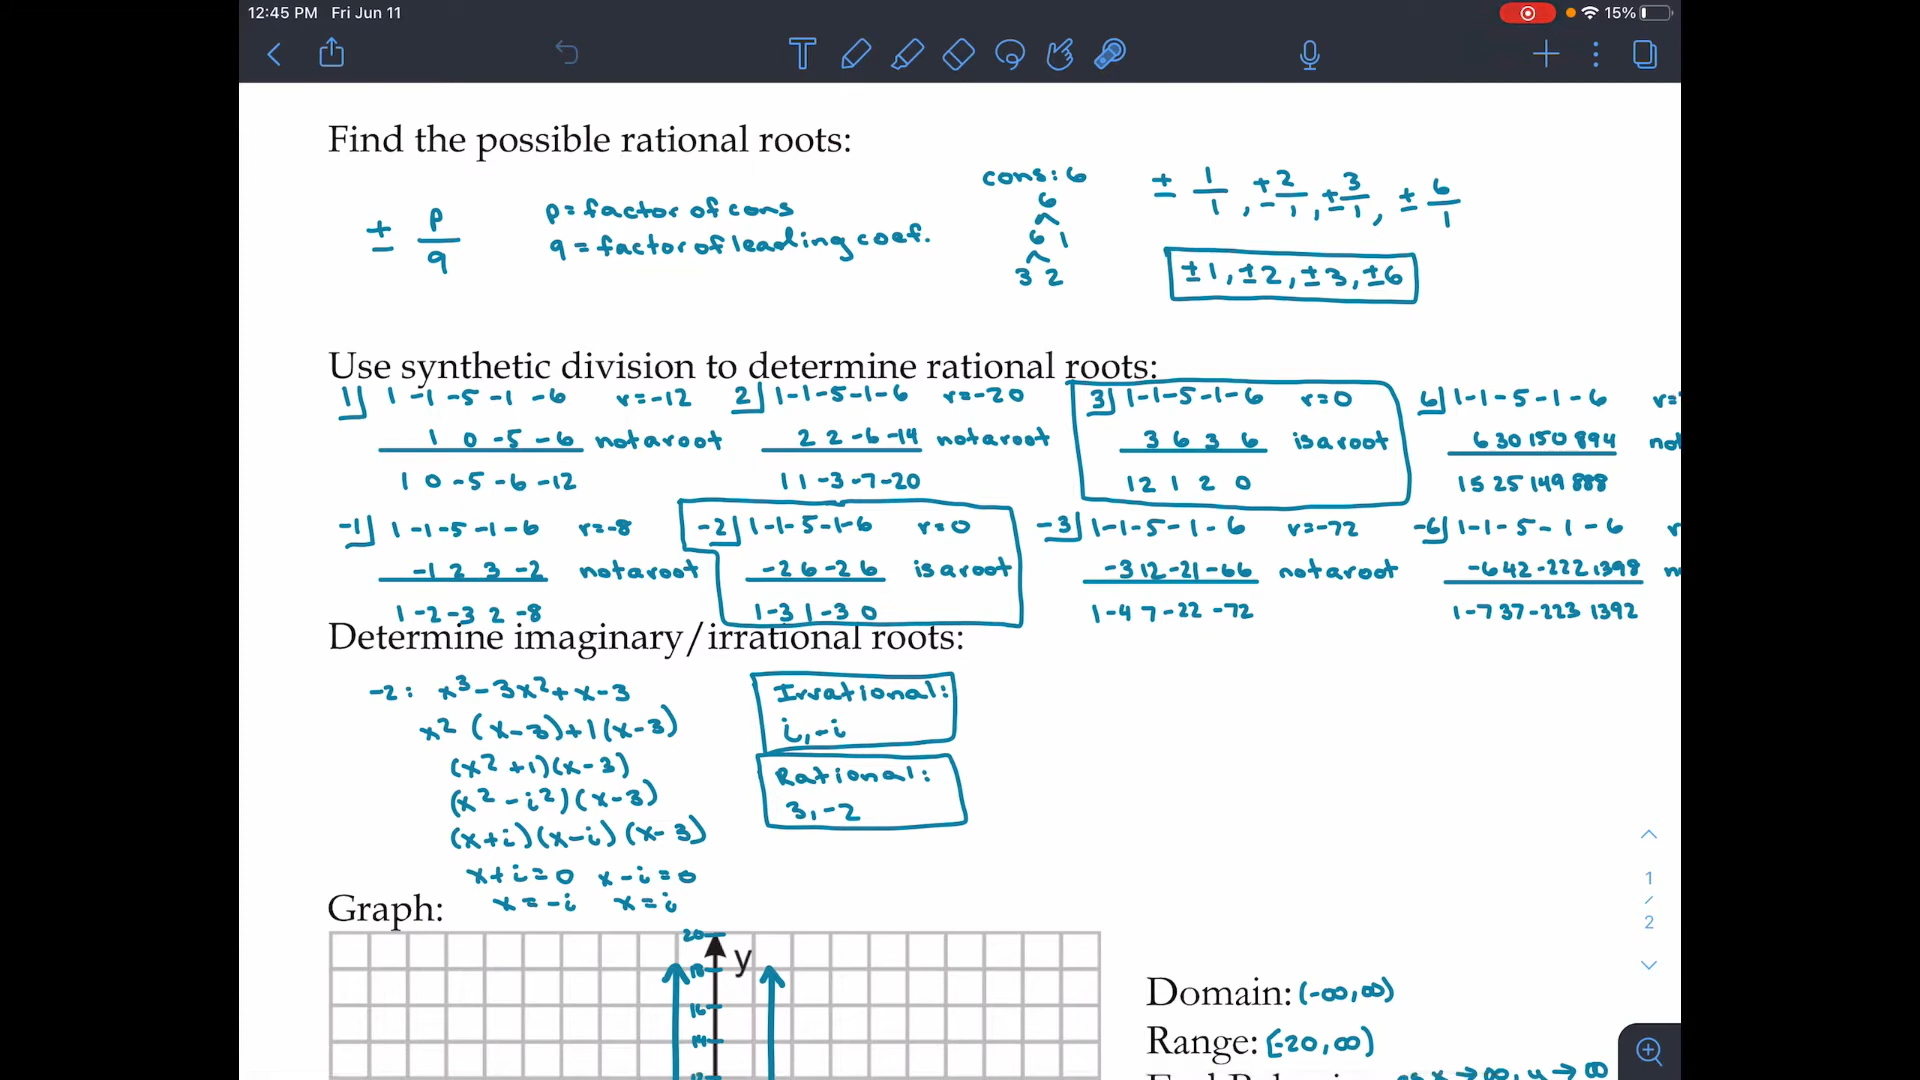 12:45 PM Fri Jun 11
15%
Find the possible rational roots:
± p/q
p = factor of cons
q = factor of leading coef.
cons: 6
6
6 1
3 2
± 1/1, ± 2/1, ± 3/1, ± 6/1
±1, ±2, ±3, ±6
Use synthetic division to determine rational roots:
1| 1 -1 -5 -1 -6 r=-12
1 0 -5 -6 not a root
1 0 -5 -6 -12
2| 1 -1 -5 -1 -6 r=-20
2 2 -6 -14 not a root
1 1 -3 -7 -20
3| 1 -1 -5 -1 -6 r=0
3 6 3 6 is a root
1 2 1 2 0
6| 1 -1 -5 -1 -6 r=
6 30 150 894 no
1 5 25 149 888
-1| 1 -1 -5 -1 -6 r=-8
-1 2 3 -2 not a root
1 -2 -3 2 -8
-2| 1 -1 -5 -1 -6 r=0
-2 6 -2 6 is a root
1 -3 1 -3 0
-3| 1 -1 -5 -1 -6 r=-72
-3 12 -21 -66 not a root
1 -4 7 -22 -72
-6| 1 -1 -5 -1 -6 r
-6 42 -222 1398
1 -7 37 -223 1392
Determine imaginary/irrational roots:
-2: x³-3x²+x-3
x²(x-3)+1(x-3)
(x²+1)(x-3)
(x²-i²)(x-3)
(x+i)(x-i)(x-3)
x+i=0 x-i=0
x=-i x=i
Irrational:
i,-i
Rational:
3,-2
Graph:
20
y
18
16
14
Domain: (-∞,∞)
Range: [-20,∞)
1
/
2